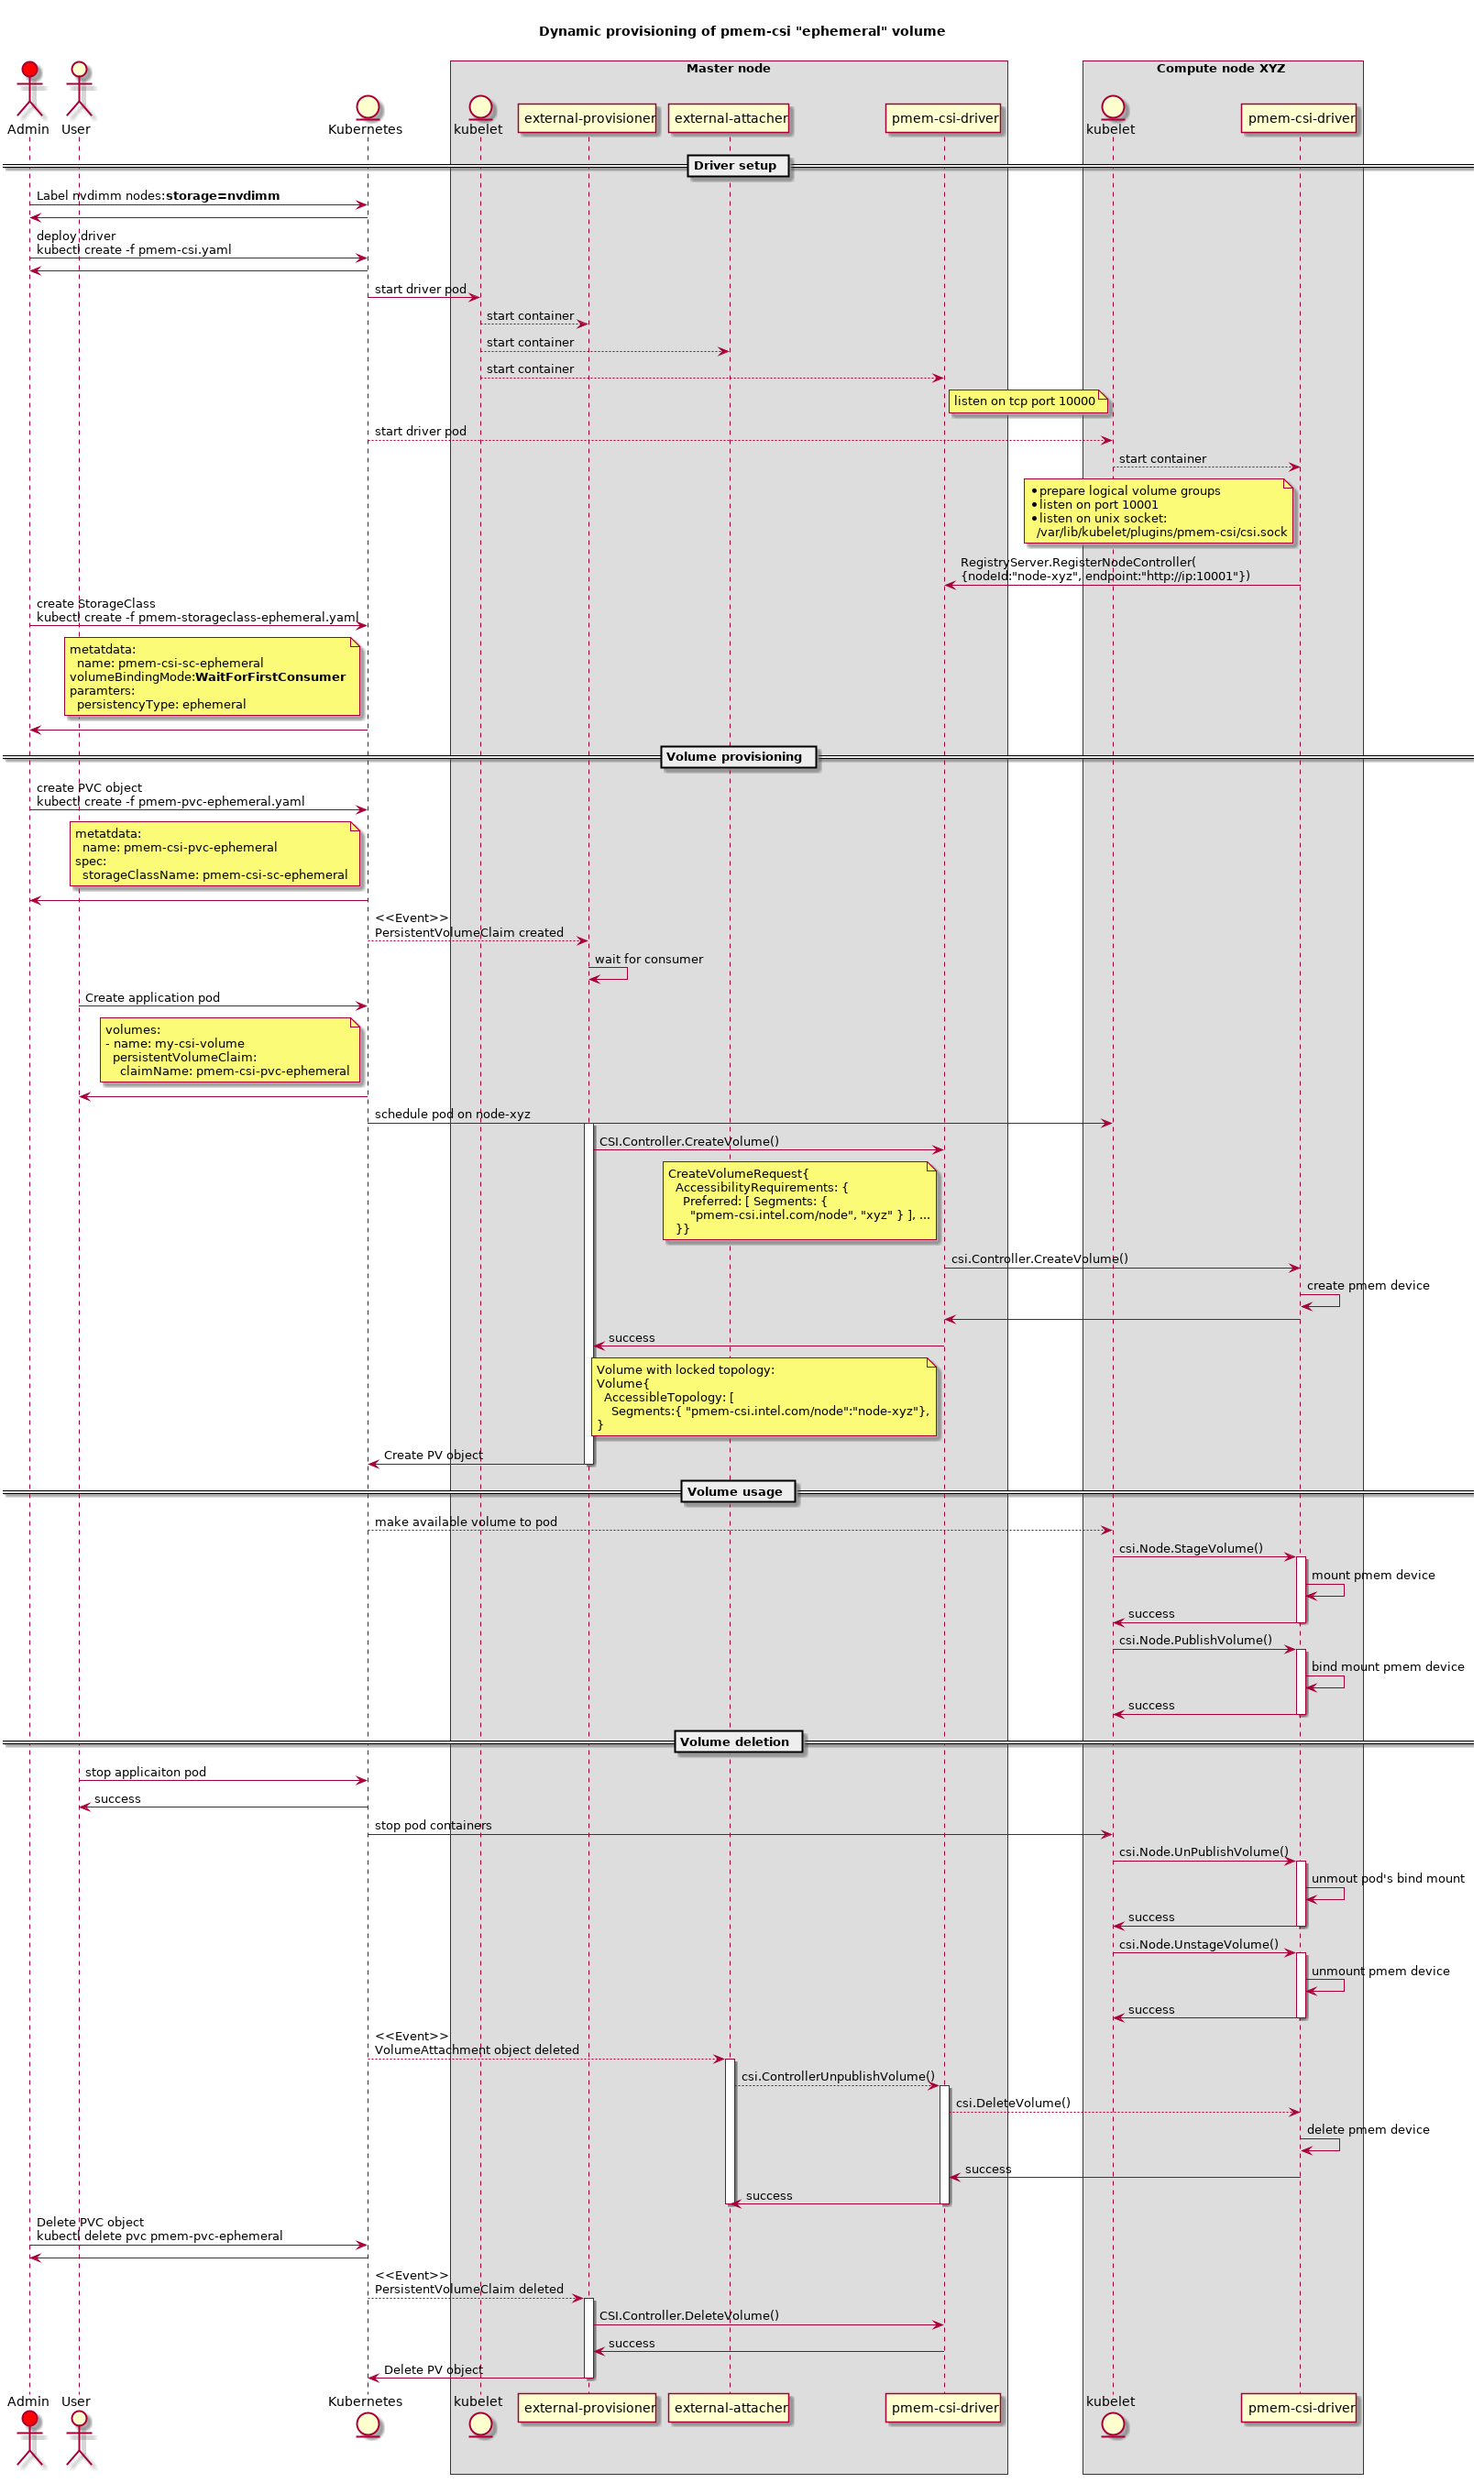 Dynamic provisioning of pmem-csi "ephemeral" volume
Master node
Compute node XYZ
Admin
User
Kubernetes
kubelet
external-provisioner
external-attacher
pmem-csi-driver
kubelet
pmem-csi-driver
Driver setup
Label nvdimm nodes:storage=nvdimm
deploy driver
kubectl create -f pmem-csi.yaml
start driver pod
start container
start container
start container
listen on tcp port 10000
start driver pod
start container
•prepare logical volume groups
•listen on port 10001
•listen on unix socket:
/var/lib/kubelet/plugins/pmem-csi/csi.sock
RegistryServer.RegisterNodeController(
{nodeId:"node-xyz", endpoint:"http://ip:10001"})
create StorageClass
kubectl create -f pmem-storageclass-ephemeral.yaml
metatdata:
name: pmem-csi-sc-ephemeral
volumeBindingMode:WaitForFirstConsumer
paramters:
persistencyType: ephemeral
Volume provisioning
create PVC object
kubectl create -f pmem-pvc-ephemeral.yaml
metatdata:
name: pmem-csi-pvc-ephemeral
spec:
storageClassName: pmem-csi-sc-ephemeral
<<Event>>
PersistentVolumeClaim created
wait for consumer
Create application pod
volumes:
- name: my-csi-volume
persistentVolumeClaim:
claimName: pmem-csi-pvc-ephemeral
schedule pod on node-xyz
CSI.Controller.CreateVolume()
CreateVolumeRequest{
AccessibilityRequirements: {
Preferred: [ Segments: {
"pmem-csi.intel.com/node", "xyz" } ], ...
}}
csi.Controller.CreateVolume()
create pmem device
success
Volume with locked topology:
Volume{
AccessibleTopology: [
Segments:{ "pmem-csi.intel.com/node":"node-xyz"},
}
Create PV object
Volume usage
make available volume to pod
csi.Node.StageVolume()
mount pmem device
success
csi.Node.PublishVolume()
bind mount pmem device
success
Volume deletion
stop applicaiton pod
success
stop pod containers
csi.Node.UnPublishVolume()
unmout pod's bind mount
success
csi.Node.UnstageVolume()
unmount pmem device
success
<<Event>>
VolumeAttachment object deleted
csi.ControllerUnpublishVolume()
csi.DeleteVolume()
delete pmem device
success
success
Delete PVC object
kubectl delete pvc pmem-pvc-ephemeral
<<Event>>
PersistentVolumeClaim deleted
CSI.Controller.DeleteVolume()
success
Delete PV object
Admin
User
Kubernetes
kubelet
external-provisioner
external-attacher
pmem-csi-driver
kubelet
pmem-csi-driver